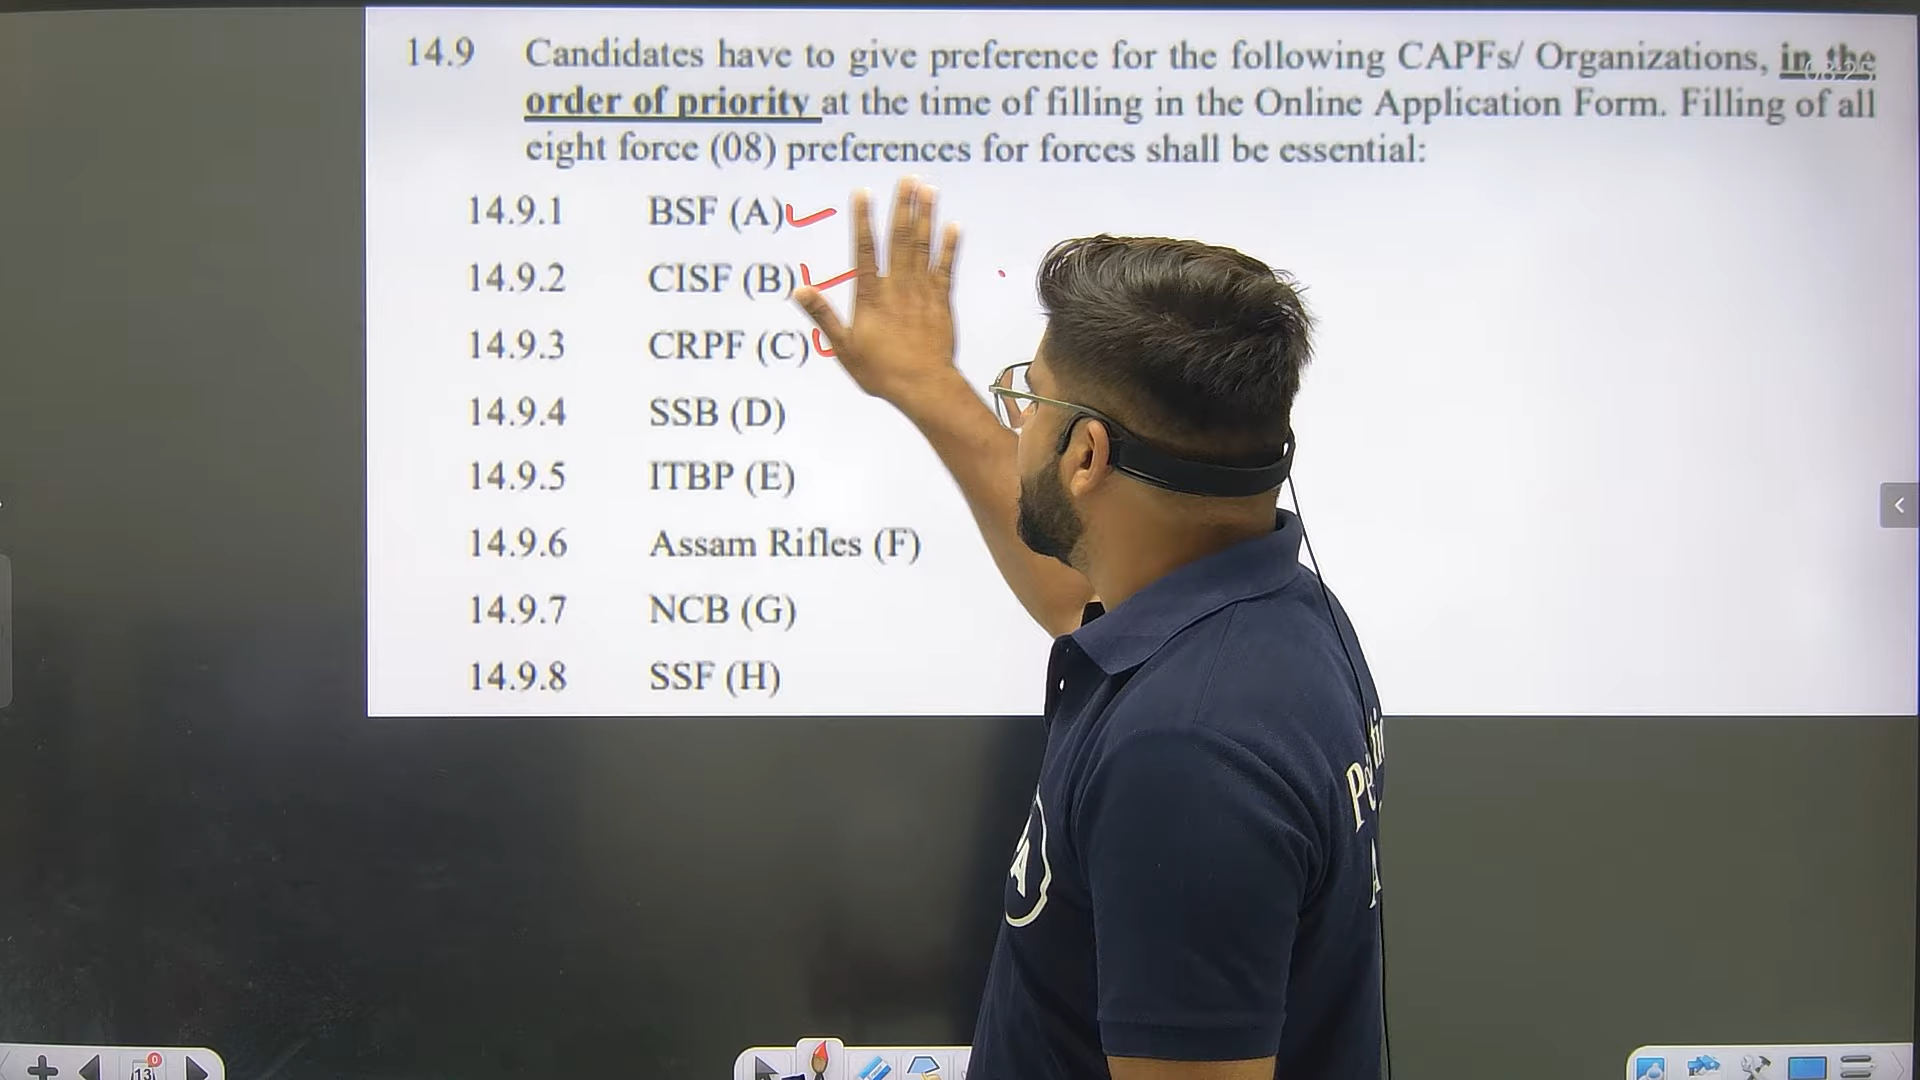 14.9 Candidates have to give preference for the following CAPFs/ Organizations, in the
order of priority at the time of filling in the Online Application Form. Filling of all
eight force (08) preferences for forces shall be essential:
14.9.1 BSF (A)
14.9.2 CISF (B)
14.9.3 CRPF (C)
14.9.4 SSB (D)
14.9.5 ITBP (E)
14.9.6 Assam Rifles (F)
14.9.7 NCB (G)
14.9.8 SSF (H)
A
13
0